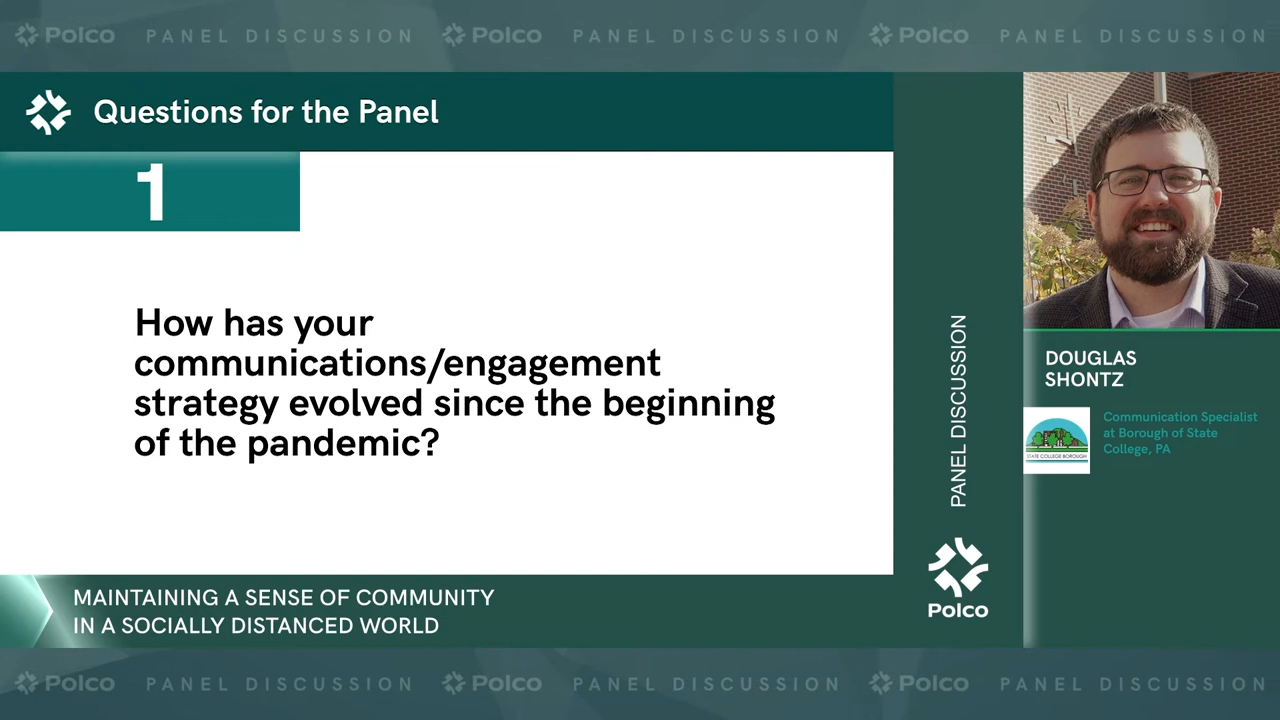 Polco PANEL DISCUSSION Polco PANEL DISCUSSION Polco PANEL DISCUSSION
Questions for the Panel
1
How has your
communications/engagement
strategy evolved since the beginning
of the pandemic?
MAINTAINING A SENSE OF COMMUNITY
IN A SOCIALLY DISTANCED WORLD
PANEL DISCUSSION
Polco
DOUGLAS
SHONTZ
STATE COLLEGE BOROUGH
Communication Specialist
at Borough of State
College, PA
Polco PANEL DISCUSSION Polco PANEL DISCUSSION Polco PANEL DISCUSSION